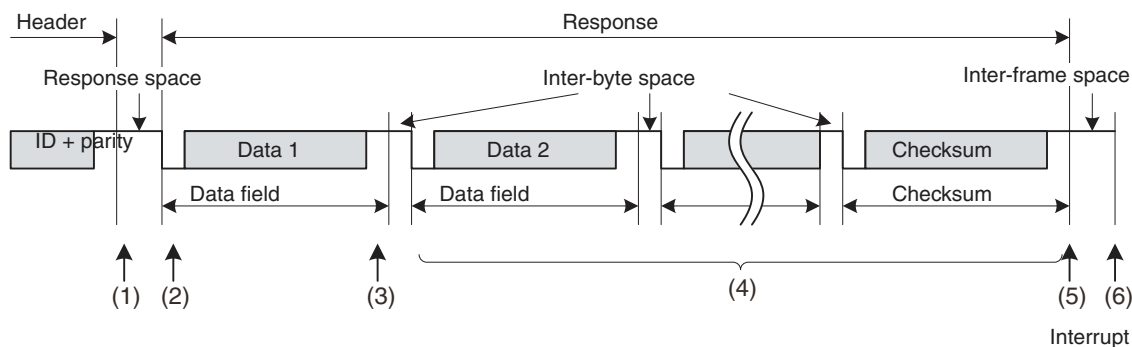 Header
Response
Response space
Inter-byte space
Inter-frame space
ID + parity
Data 1
Data 2
Checksum
Data field
Data field
Checksum
(1)
(2)
(3)
(4)
(5)
(6)
Interrupt